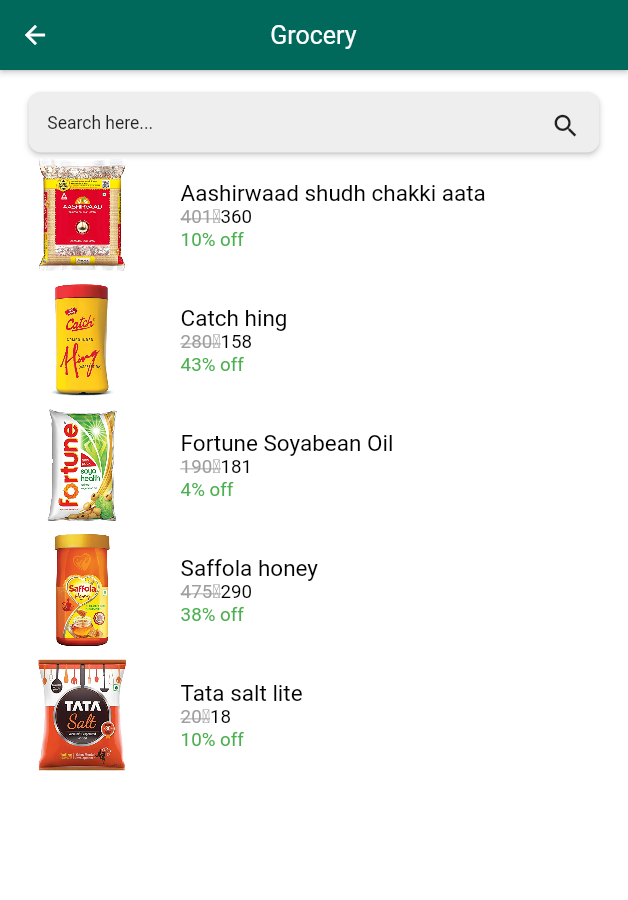 Grocery
Search here...
AASHIRVAAD
Aashirwaad shudh chakki aata
401 360
10% off
Catch
Hing
Catch hing
280 158
43% off
fortune
soya
health
Fortune Soyabean Oil
190 181
4% off
Saffola
Honey
Saffola honey
475 290
38% off
TATA
Salt
Tata salt lite
20 18
10% off